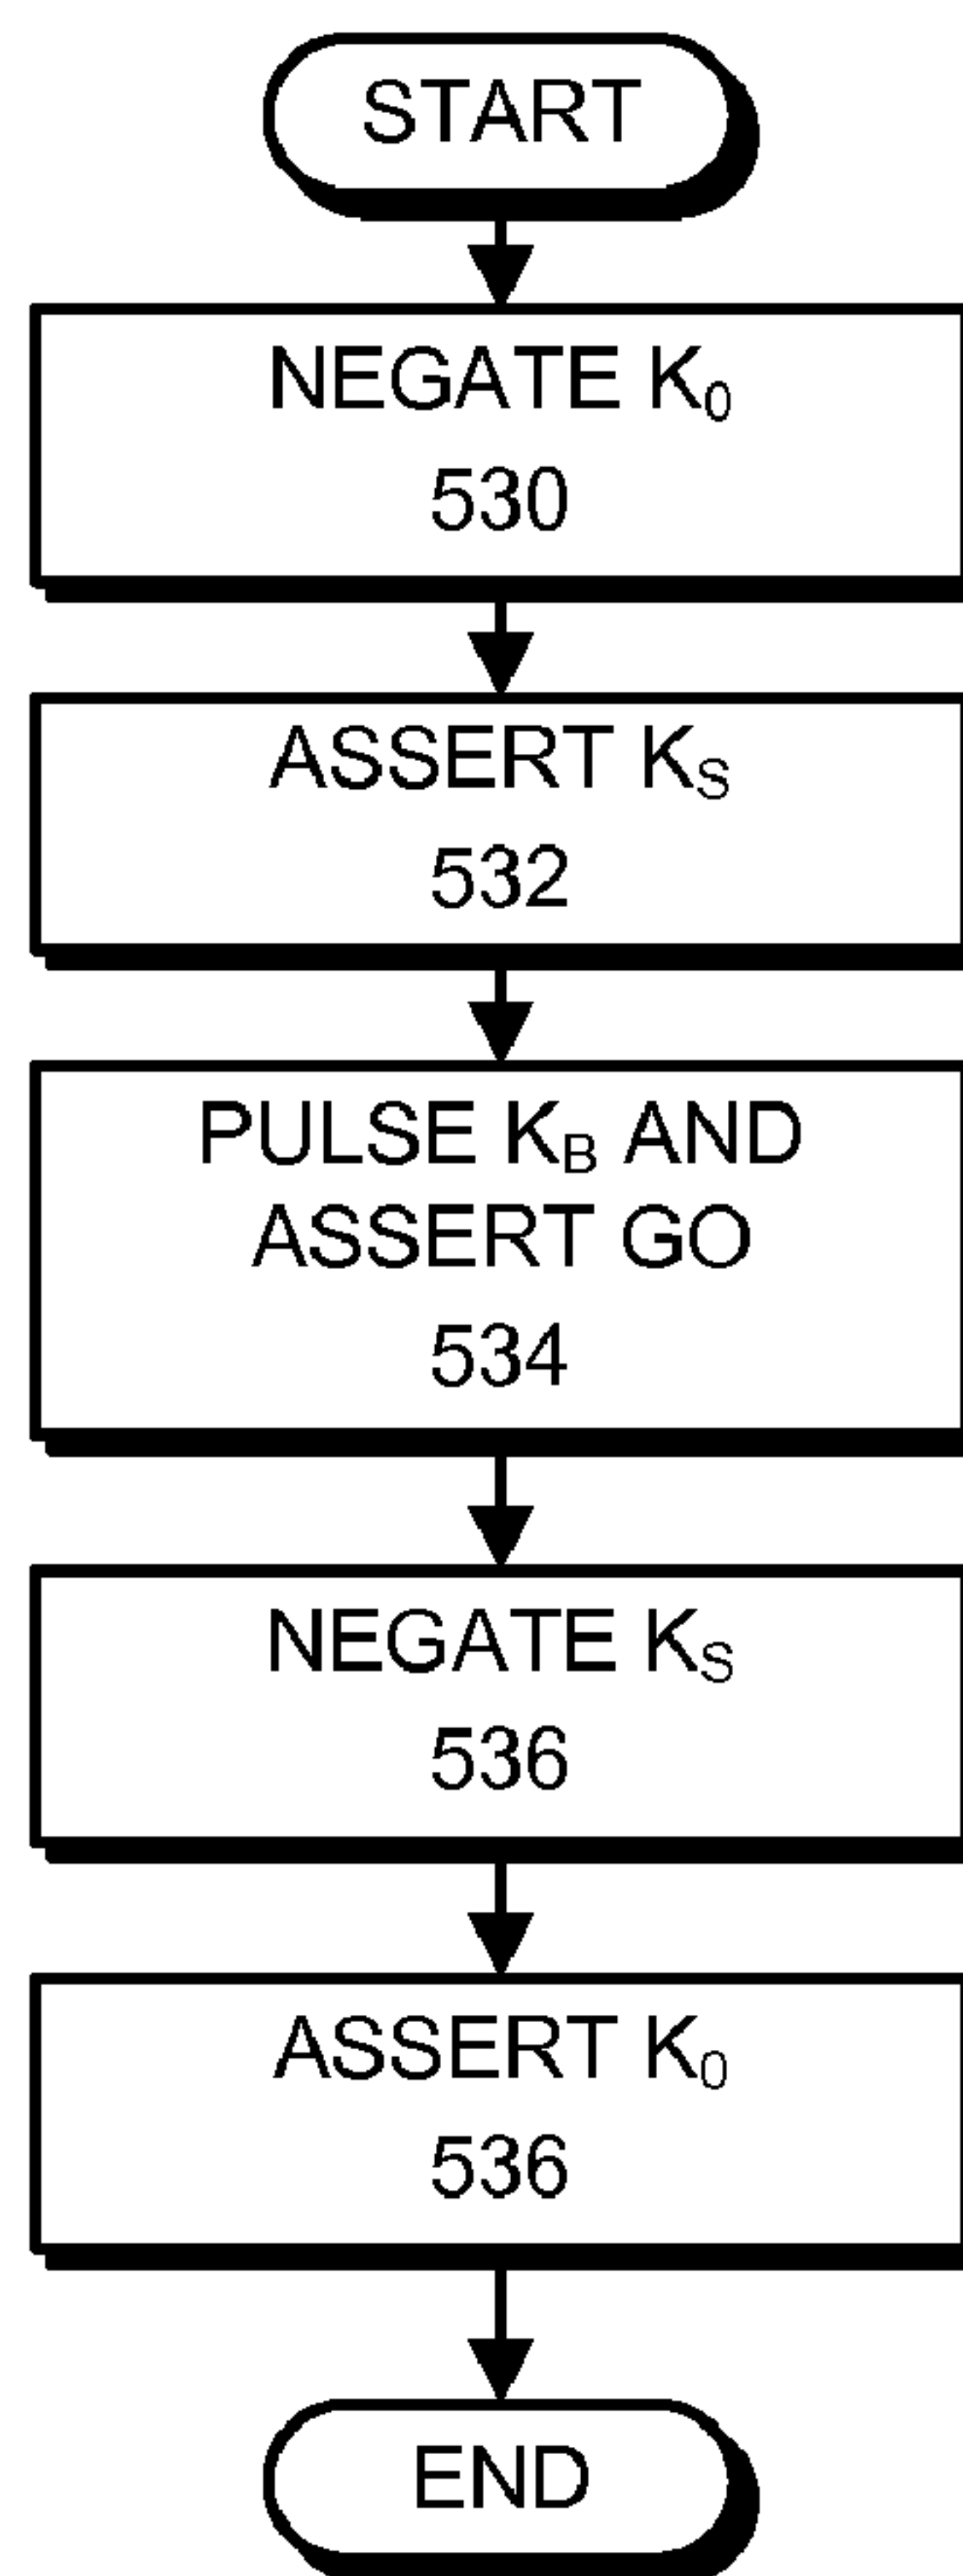 START
NEGATE K₀
530
ASSERT Kₛ
532
PULSE K_B AND
ASSERT GO
534
NEGATE Kₛ
536
ASSERT K₀
536
END